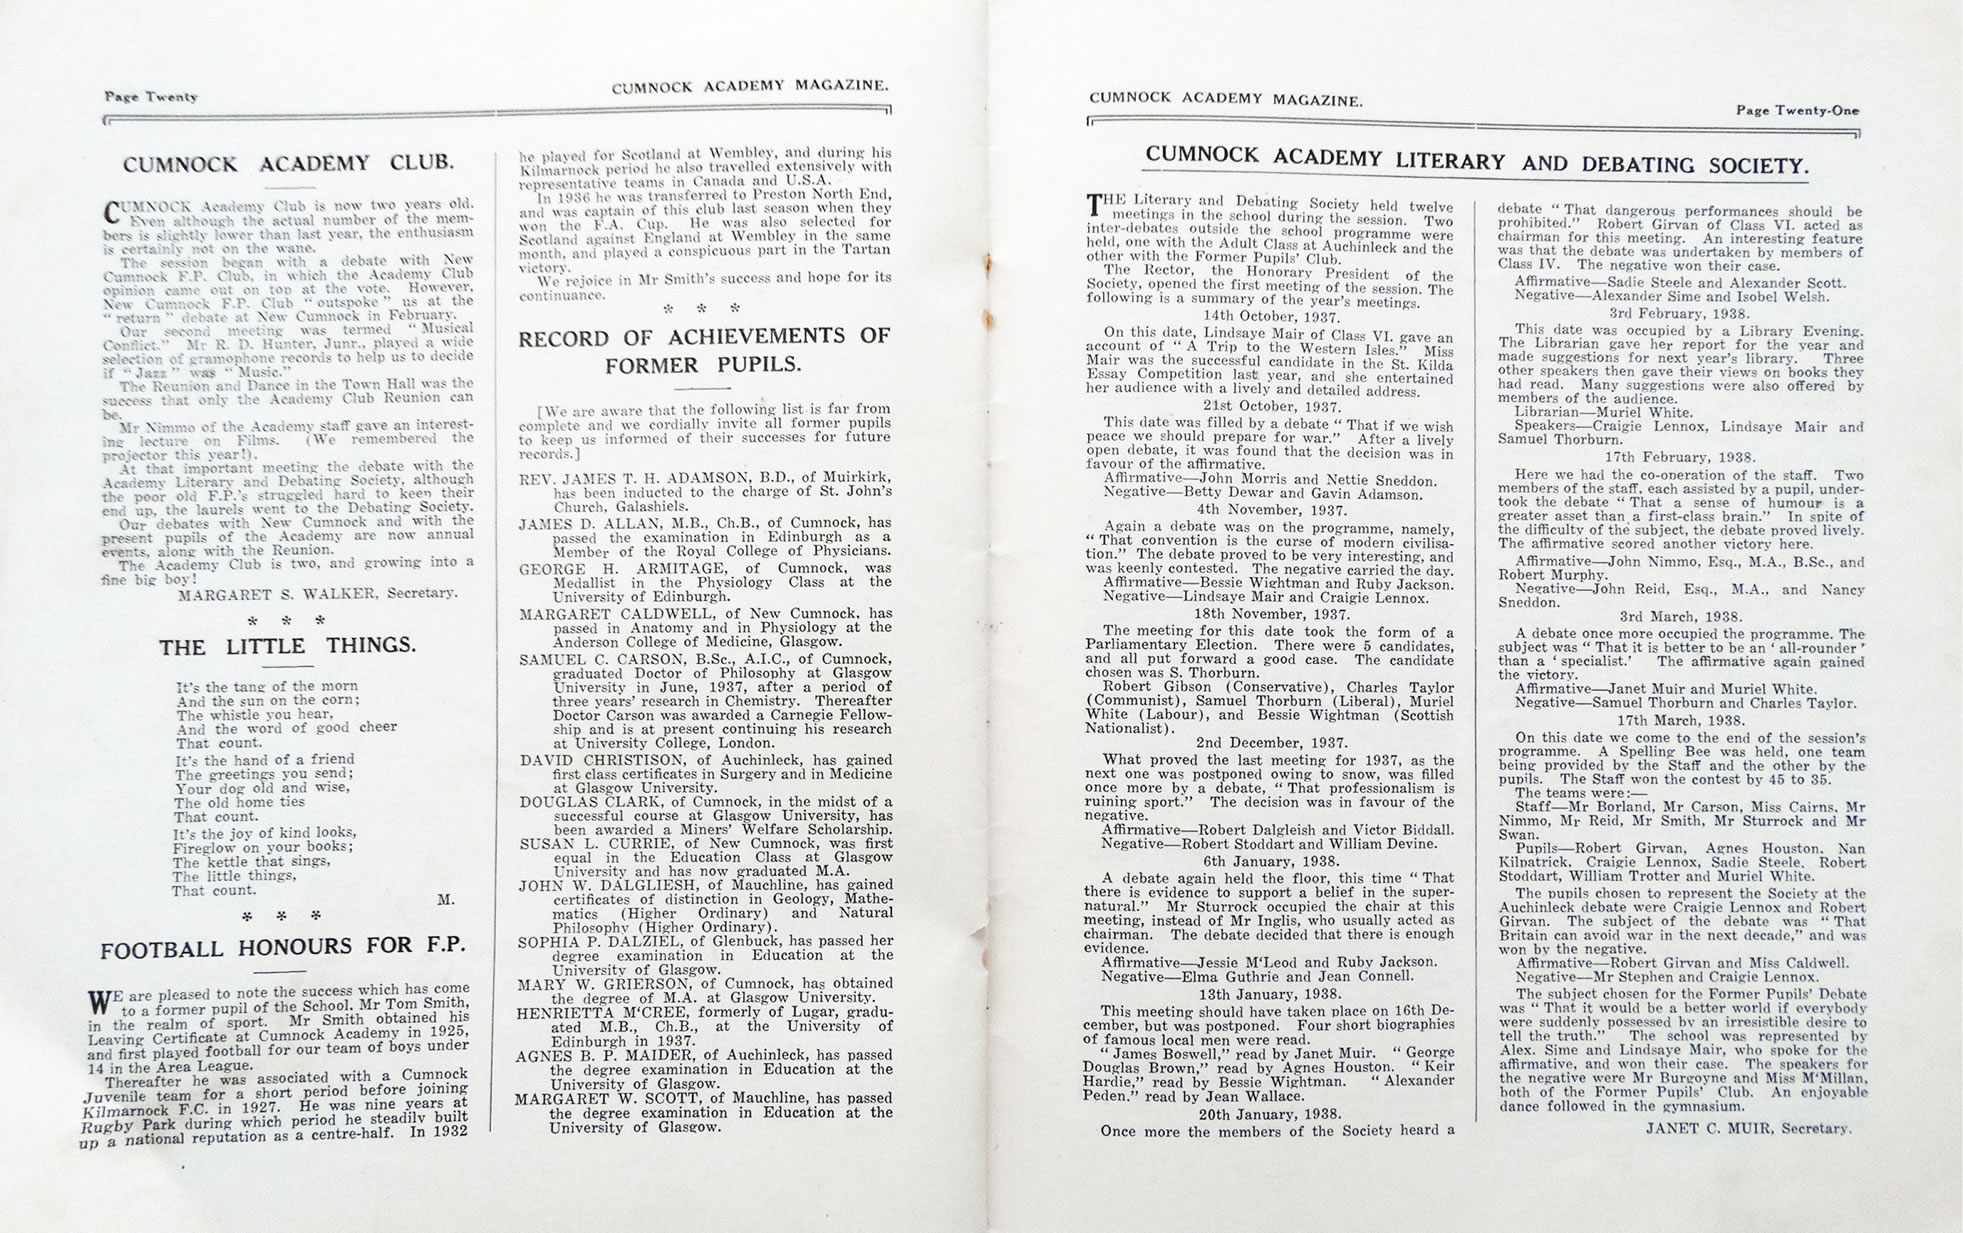 Page Twenty
CUMNOCK ACADEMY MAGAZINE.
CUMNOCK ACADEMY CLUB.
CUMNOCK Academy Club is now two years old.
Even although the actual number of the mem-
bers is slightly lower than last year, the enthusiasm
is certainly not on the wane.
The session began with a debate with New
Cumnock F.P. Club, in which the Academy Club
opinion came out on top at the vote. However,
New Cumnock F.P. Club " outspoke " us at the
" return " debate at New Cumnock in February.
Our second meeting was termed " Musical
Conflict." Mr R. D. Hunter, Junr., played a wide
selection of gramophone records to help us to decide
if " Jazz " was " Music."
The Reunion and Dance in the Town Hall was the
success that only the Academy Club Reunion can
be.
Mr Nimmo of the Academy staff gave an interest-
ing lecture on Films. (We remembered the
projector this year!).
At that important meeting the debate with the
Academy Literary and Debating Society, although
the poor old F.P.'s struggled hard to keep their
end up, the laurels went to the Debating Society.
Our debates with New Cumnock and with the
present pupils of the Academy are now annual
events, along with the Reunion.
The Academy Club is two, and growing into a
fine big boy!
MARGARET S. WALKER, Secretary.
* * *
THE LITTLE THINGS.
It's the tang of the morn
And the sun on the corn;
The whistle you hear,
And the word of good cheer
That count.
It's the hand of a friend
The greetings you send;
Your dog old and wise,
The old home ties
That count.
It's the joy of kind looks,
Fireglow on your books;
The kettle that sings,
The little things,
That count.
M.
* * *
FOOTBALL HONOURS FOR F.P.
WE are pleased to note the success which has come
to a former pupil of the School, Mr Tom Smith,
in the realm of sport. Mr Smith obtained his
Leaving Certificate at Cumnock Academy in 1925,
and first played football for our team of boys under
14 in the Area League.
Thereafter he was associated with a Cumnock
Juvenile team for a short period before joining
Kilmarnock F.C. in 1927. He was nine years at
Rugby Park during which period he steadily built
up a national reputation as a centre-half. In 1932
he played for Scotland at Wembley, and during his
Kilmarnock period he also travelled extensively with
representative teams in Canada and U.S.A.
In 1936 he was transferred to Preston North End,
and was captain of this club last season when they
won the F.A. Cup. He was also selected for
Scotland against England at Wembley in the same
month, and played a conspicuous part in the Tartan
victory.
We rejoice in Mr Smith's success and hope for its
continuance.
* * *
RECORD OF ACHIEVEMENTS OF
FORMER PUPILS.
[We are aware that the following list is far from
complete and we cordially invite all former pupils
to keep us informed of their successes for future
records.]
REV. JAMES T. H. ADAMSON, B.D., of Muirkirk,
has been inducted to the charge of St. John's
Church, Galashiels.
JAMES D. ALLAN, M.B., Ch.B., of Cumnock, has
passed the examination in Edinburgh as a
Member of the Royal College of Physicians.
GEORGE H. ARMITAGE, of Cumnock, was
Medallist in the Physiology Class at the
University of Edinburgh.
MARGARET CALDWELL, of New Cumnock, has
passed in Anatomy and in Physiology at the
Anderson College of Medicine, Glasgow.
SAMUEL C. CARSON, B.Sc., A.I.C., of Cumnock,
graduated Doctor of Philosophy at Glasgow
University in June, 1937, after a period of
three years' research in Chemistry. Thereafter
Doctor Carson was awarded a Carnegie Fellow-
ship and is at present continuing his research
at University College, London.
DAVID CHRISTISON, of Auchinleck, has gained
first class certificates in Surgery and in Medicine
at Glasgow University.
DOUGLAS CLARK, of Cumnock, in the midst of a
successful course at Glasgow University, has
been awarded a Miners' Welfare Scholarship.
SUSAN L. CURRIE, of New Cumnock, was first
equal in the Education Class at Glasgow
University and has now graduated M.A.
JOHN W. DALGLIESH, of Mauchline, has gained
certificates of distinction in Geology, Mathe-
matics (Higher Ordinary) and Natural
Philosophy (Higher Ordinary).
SOPHIA P. DALZIEL, of Glenbuck, has passed her
degree examination in Education at the
University of Glasgow.
MARY W. GRIERSON, of Cumnock, has obtained
the degree of M.A. at Glasgow University.
HENRIETTA M'CREE, formerly of Lugar, gradu-
ated M.B., Ch.B., at the University of
Edinburgh in 1937.
AGNES B. P. MAIDER, of Auchinleck, has passed
the degree examination in Education at the
University of Glasgow.
MARGARET W. SCOTT, of Mauchline, has passed
the degree examination in Education at the
University of Glasgow.
CUMNOCK ACADEMY MAGAZINE.
Page Twenty-One
CUMNOCK ACADEMY LITERARY AND DEBATING SOCIETY.
THE Literary and Debating Society held twelve
meetings in the school during the session. Two
inter-debates outside the school programme were
held, one with the Adult Class at Auchinleck and the
other with the Former Pupils' Club.
The Rector, the Honorary President of the
Society, opened the first meeting of the session. The
following is a summary of the year's meetings.
14th October, 1937.
On this date, Lindsaye Mair of Class VI. gave an
account of " A Trip to the Western Isles." Miss
Mair was the successful candidate in the St. Kilda
Essay Competition last year, and she entertained
her audience with a lively and detailed address.
21st October, 1937.
This date was filled by a debate " That if we wish
peace we should prepare for war." After a lively
open debate, it was found that the decision was in
favour of the affirmative.
Affirmative—John Morris and Nettie Sneddon.
Negative—Betty Dewar and Gavin Adamson.
4th November, 1937.
Again a debate was on the programme, namely,
" That convention is the curse of modern civilisa-
tion." The debate proved to be very interesting, and
was keenly contested. The negative carried the day.
Affirmative—Bessie Wightman and Ruby Jackson.
Negative—Lindsaye Mair and Craigie Lennox.
18th November, 1937.
The meeting for this date took the form of a
Parliamentary Election. There were 5 candidates,
and all put forward a good case. The candidate
chosen was S. Thorburn.
Robert Gibson (Conservative), Charles Taylor
(Communist), Samuel Thorburn (Liberal), Muriel
White (Labour), and Bessie Wightman (Scottish
Nationalist).
2nd December, 1937.
What proved the last meeting for 1937, as the
next one was postponed owing to snow, was filled
once more by a debate, " That professionalism is
ruining sport." The decision was in favour of the
negative.
Affirmative—Robert Dalgleish and Victor Biddall.
Negative—Robert Stoddart and William Devine.
6th January, 1938.
A debate again held the floor, this time " That
there is evidence to support a belief in the super-
natural." Mr Sturrock occupied the chair at this
meeting, instead of Mr Inglis, who usually acted as
chairman. The debate decided that there is enough
evidence.
Affirmative—Jessie M'Leod and Ruby Jackson.
Negative—Elma Guthrie and Jean Connell.
13th January, 1938.
This meeting should have taken place on 16th De-
cember, but was postponed. Four short biographies
of famous local men were read.
" James Boswell," read by Janet Muir. " George
Douglas Brown," read by Agnes Houston. " Keir
Hardie," read by Bessie Wightman. " Alexander
Peden," read by Jean Wallace.
20th January, 1938.
Once more the members of the Society heard a
debate " That dangerous performances should be
prohibited." Robert Girvan of Class VI. acted as
chairman for this meeting. An interesting feature
was that the debate was undertaken by members of
Class IV. The negative won their case.
Affirmative—Sadie Steele and Alexander Scott.
Negative—Alexander Sime and Isobel Welsh.
3rd February, 1938.
This date was occupied by a Library Evening.
The Librarian gave her report for the year and
made suggestions for next year's library. Three
other speakers then gave their views on books they
had read. Many suggestions were also offered by
members of the audience.
Librarian—Muriel White.
Speakers—Craigie Lennox, Lindsaye Mair and
Samuel Thorburn.
17th February, 1938.
Here we had the co-operation of the staff. Two
members of the staff, each assisted by a pupil, under-
took the debate " That a sense of humour is a
greater asset than a first-class brain." In spite of
the difficulty of the subject, the debate proved lively.
The affirmative scored another victory here.
Affirmative—John Nimmo, Esq., M.A., B.Sc., and
Robert Murphy.
Negative—John Reid, Esq., M.A., and Nancy
Sneddon.
3rd March, 1938.
A debate once more occupied the programme. The
subject was " That it is better to be an ' all-rounder '
than a ' specialist.' The affirmative again gained
the victory.
Affirmative—Janet Muir and Muriel White.
Negative—Samuel Thorburn and Charles Taylor.
17th March, 1938.
On this date we come to the end of the session's
programme. A Spelling Bee was held, one team
being provided by the Staff and the other by the
pupils. The Staff won the contest by 45 to 35.
The teams were:—
Staff—Mr Borland, Mr Carson, Miss Cairns, Mr
Nimmo, Mr Reid, Mr Smith, Mr Sturrock and Mr
Swan.
Pupils—Robert Girvan, Agnes Houston, Nan
Kilpatrick, Craigie Lennox, Sadie Steele, Robert
Stoddart, William Trotter and Muriel White.
The pupils chosen to represent the Society at the
Auchinleck debate were Craigie Lennox and Robert
Girvan. The subject of the debate was " That
Britain can avoid war in the next decade," and was
won by the negative.
Affirmative—Robert Girvan and Miss Caldwell.
Negative—Mr Stephen and Craigie Lennox.
The subject chosen for the Former Pupils' Debate
was " That it would be a better world if everybody
were suddenly possessed by an irresistible desire to
tell the truth." The school was represented by
Alex. Sime and Lindsaye Mair, who spoke for the
affirmative, and won their case. The speakers for
the negative were Mr Burgoyne and Miss M'Millan,
both of the Former Pupils' Club. An enjoyable
dance followed in the gymnasium.
JANET C. MUIR, Secretary.